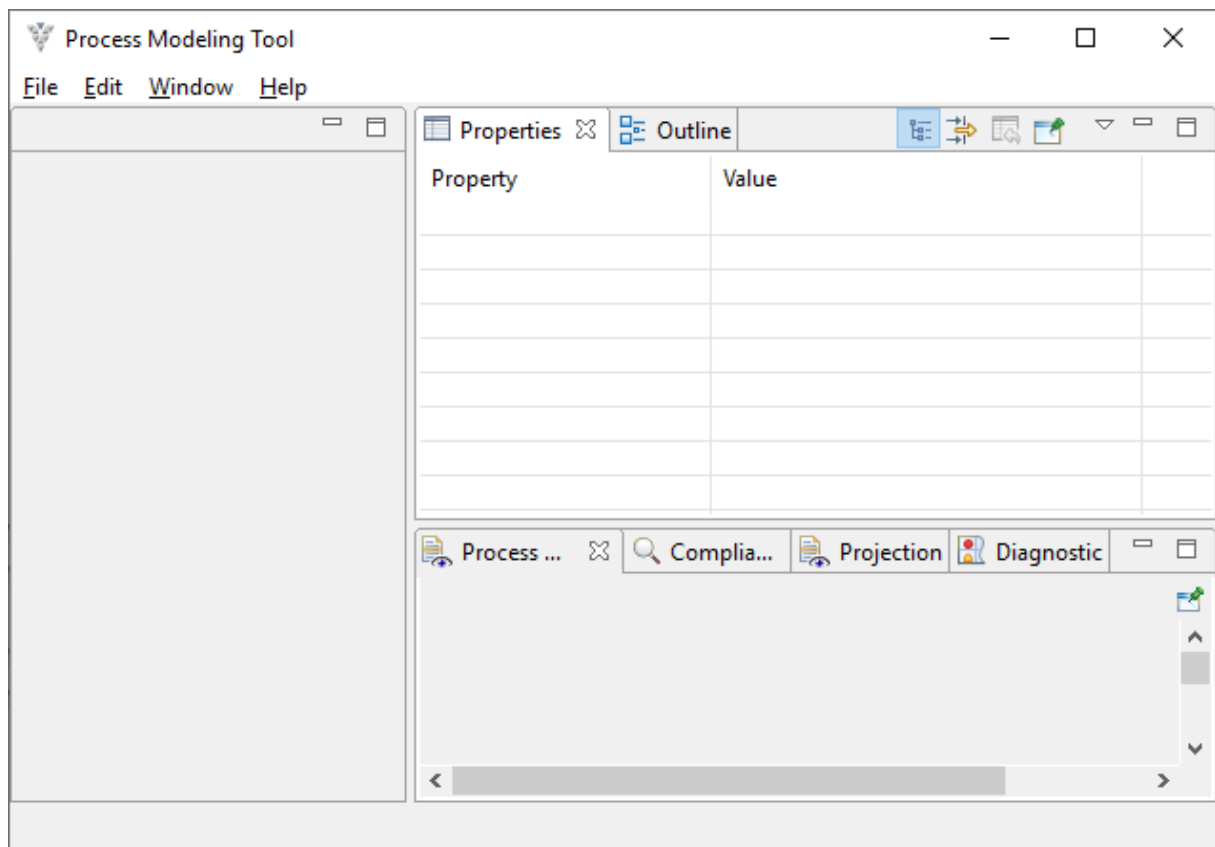 Process Modeling Tool
File Edit Window Help
Properties Outline
Property Value
Process ... Complia... Projection Diagnostic